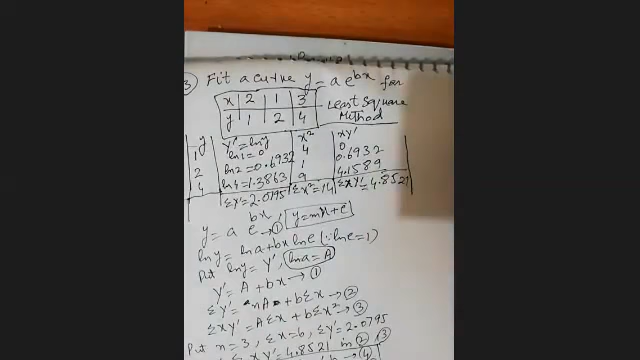 3) Fit a curve y = a e^bx for
x 2 1 3
y 1 2 4
Least Square
Method
y Y'=lny x² xY'
1 ln1=0 4 0
2 ln2=0.6932 1 0.6932
4 ln4=1.3863 9 4.1589
ΣY'=2.0795 Σx²=14 ΣxY'=4.8521
y = a e^bx → ① y=mx+c
lny = lna+bx lne (∵lne=1)
Put lny=Y', lna=A
Y'= A + bx → ①
ΣY'= nA + bΣx → ②
ΣxY'= AΣx + bΣx² → ③
Put n=3, Σx=6, ΣY'=2.0795
ΣxY'=4.8521 in ②, ③
→ ④